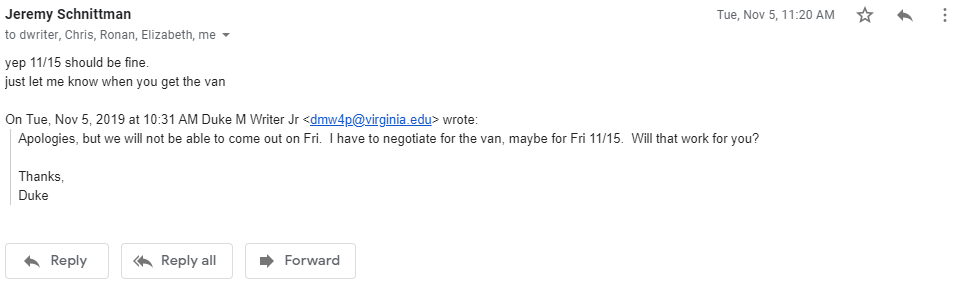 Jeremy Schnittman Tue, Nov 5, 11:20 AM
to dwriter, Chris, Ronan, Elizabeth, me
yep 11/15 should be fine.
just let me know when you get the van
On Tue, Nov 5, 2019 at 10:31 AM Duke M Writer Jr <dmw4p@virginia.edu> wrote:
Apologies, but we will not be able to come out on Fri.  I have to negotiate for the van, maybe for Fri 11/15.  Will that work for you?
Thanks,
Duke
Reply Reply all Forward